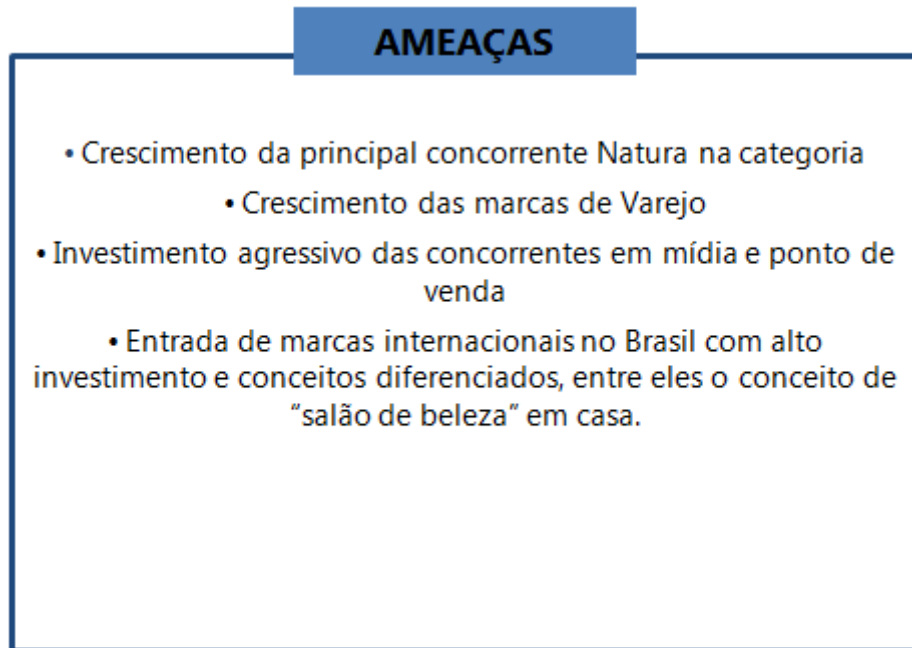 AMEAÇAS
• Crescimento da principal concorrente Natura na categoria
• Crescimento das marcas de Varejo
• Investimento agressivo das concorrentes em mídia e ponto de
venda
• Entrada de marcas internacionais no Brasil com alto
investimento e conceitos diferenciados, entre eles o conceito de
“salão de beleza” em casa.